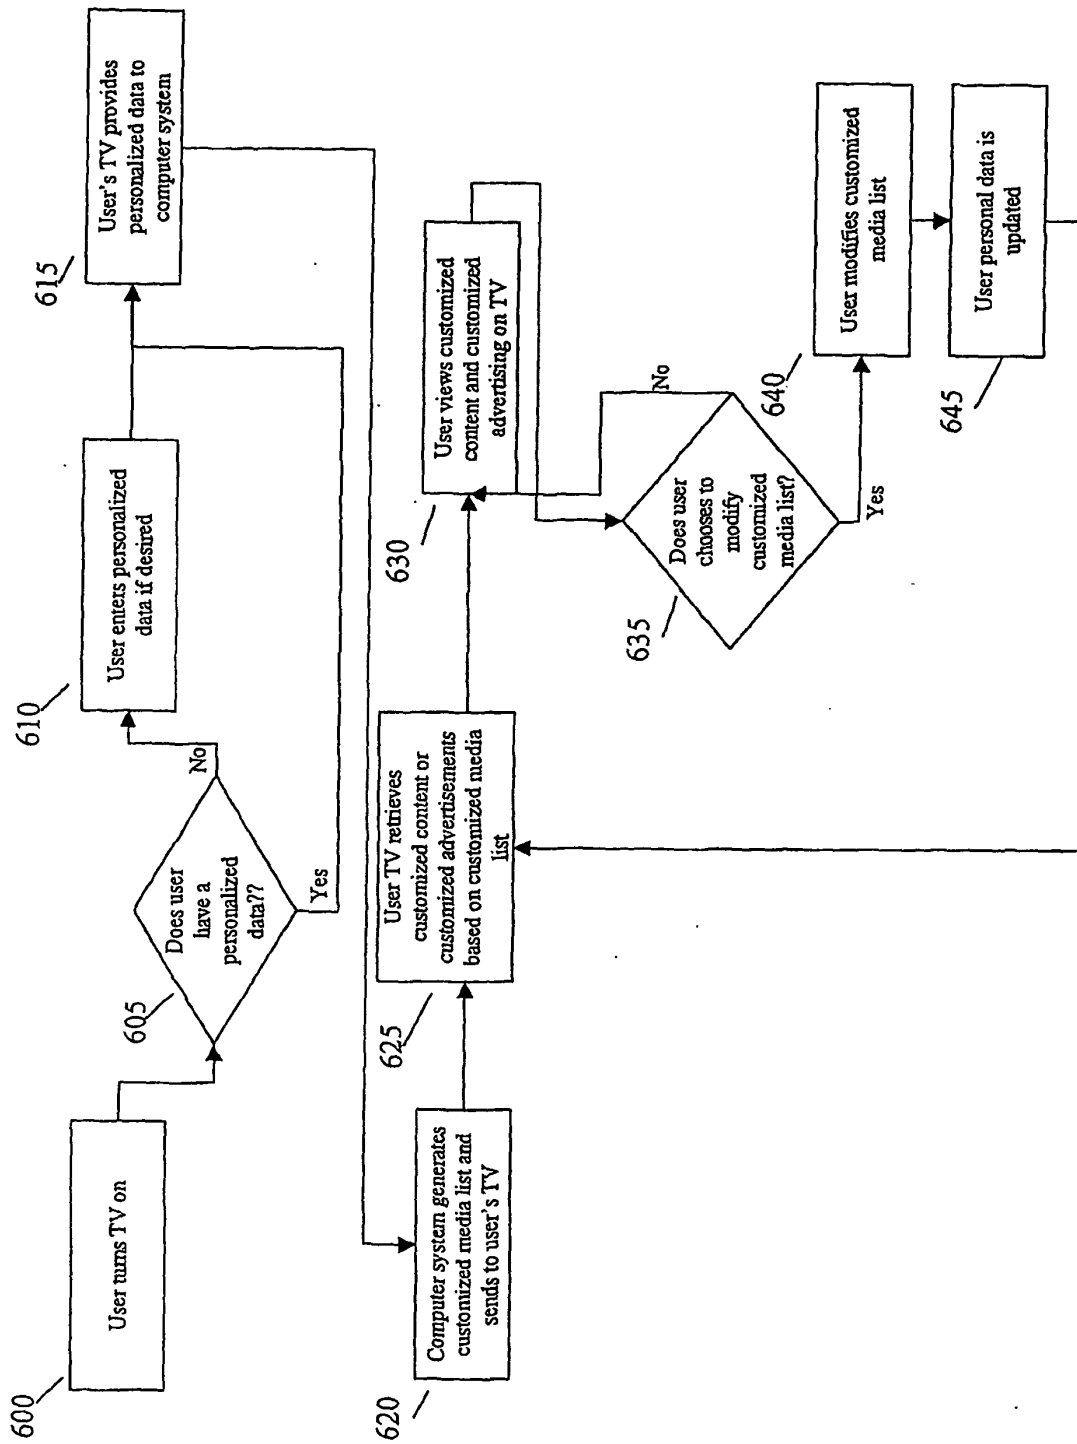 600
User turns TV on
605
Does user
have a
personalized
data??
No
Yes
610
User enters personalized
data if desired
615
User's TV provides
personalized data to
computer system
620
Computer system generates
customized media list and
sends to user's TV
625
User TV retrieves
customized content or
customized advertisements
based on customized media
list
630
User views customized
content and customized
advertising on TV
635
Does user
chooses to
modify
customized
media list?
No
Yes
640
User modifies customized
media list
645
User personal data is
updated